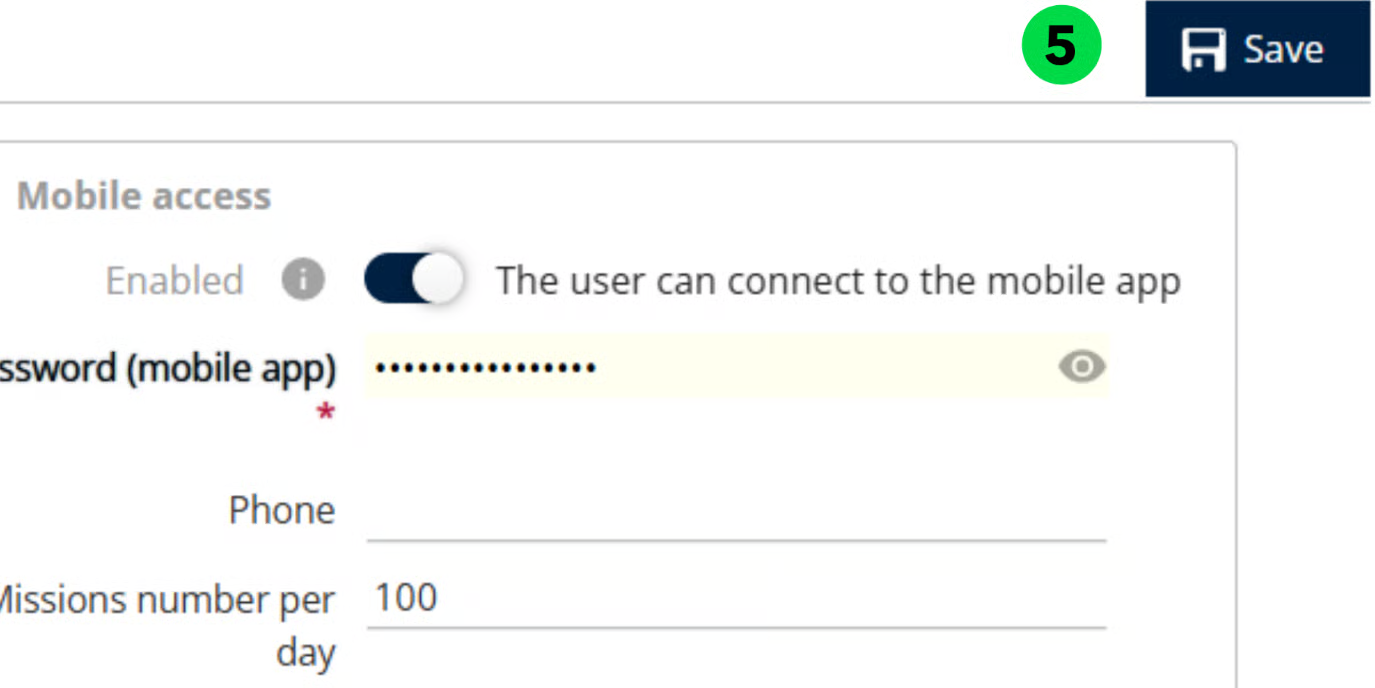 5 Save
Mobile access
Enabled i The user can connect to the mobile app
ssword (mobile app)
*
••••••••••••••••
Phone
Missions number per 100
day